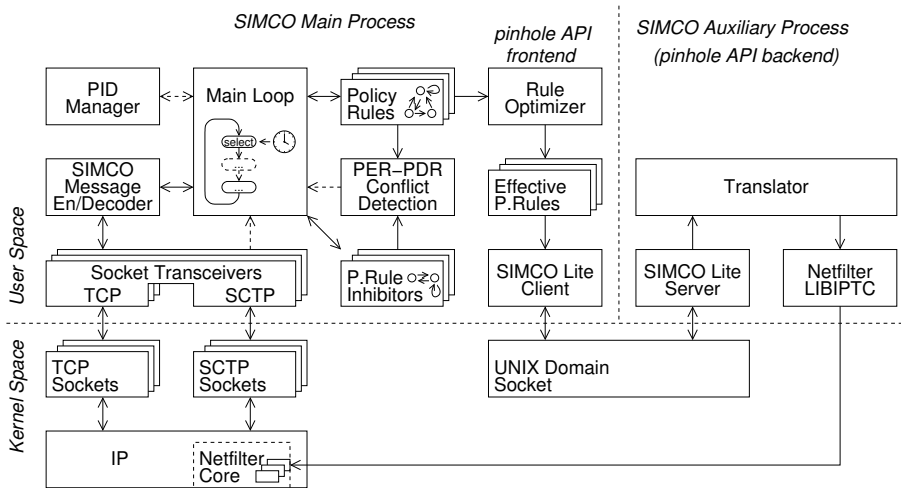 SIMCO Main Process
SIMCO Auxiliary Process
(pinhole API backend)
pinhole API
frontend
PID
Manager
Main Loop
select
...
...
Policy
Rules
Rule
Optimizer
SIMCO
Message
En/Decoder
PER−PDR
Conflict
Detection
Effective
P.Rules
Translator
User Space
Socket Transceivers
TCP
SCTP
P.Rule
Inhibitors
SIMCO Lite
Client
SIMCO Lite
Server
Netfilter
LIBIPTC
Kernel Space
TCP
Sockets
SCTP
Sockets
UNIX Domain
Socket
IP
Netfilter
Core